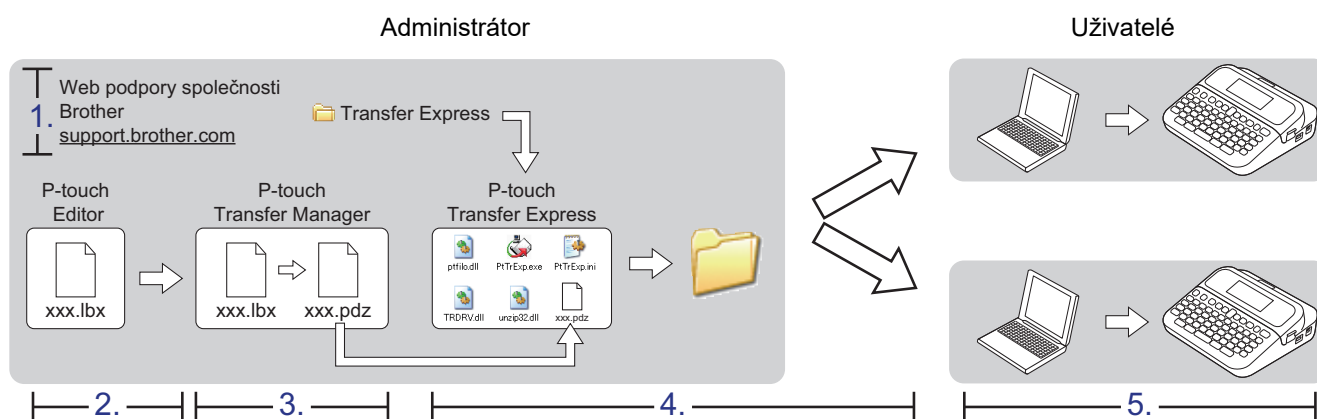 Administrátor
Uživatelé
1.
Web podpory společnosti
Brother
support.brother.com
Transfer Express
P-touch
Editor
xxx.lbx
P-touch
Transfer Manager
xxx.lbx
xxx.pdz
P-touch
Transfer Express
ptfilo.dll
PtTrExp.exe
PtTrExp.ini
TRDRV.dll
unzip32.dll
xxx.pdz
2.
3.
4.
5.